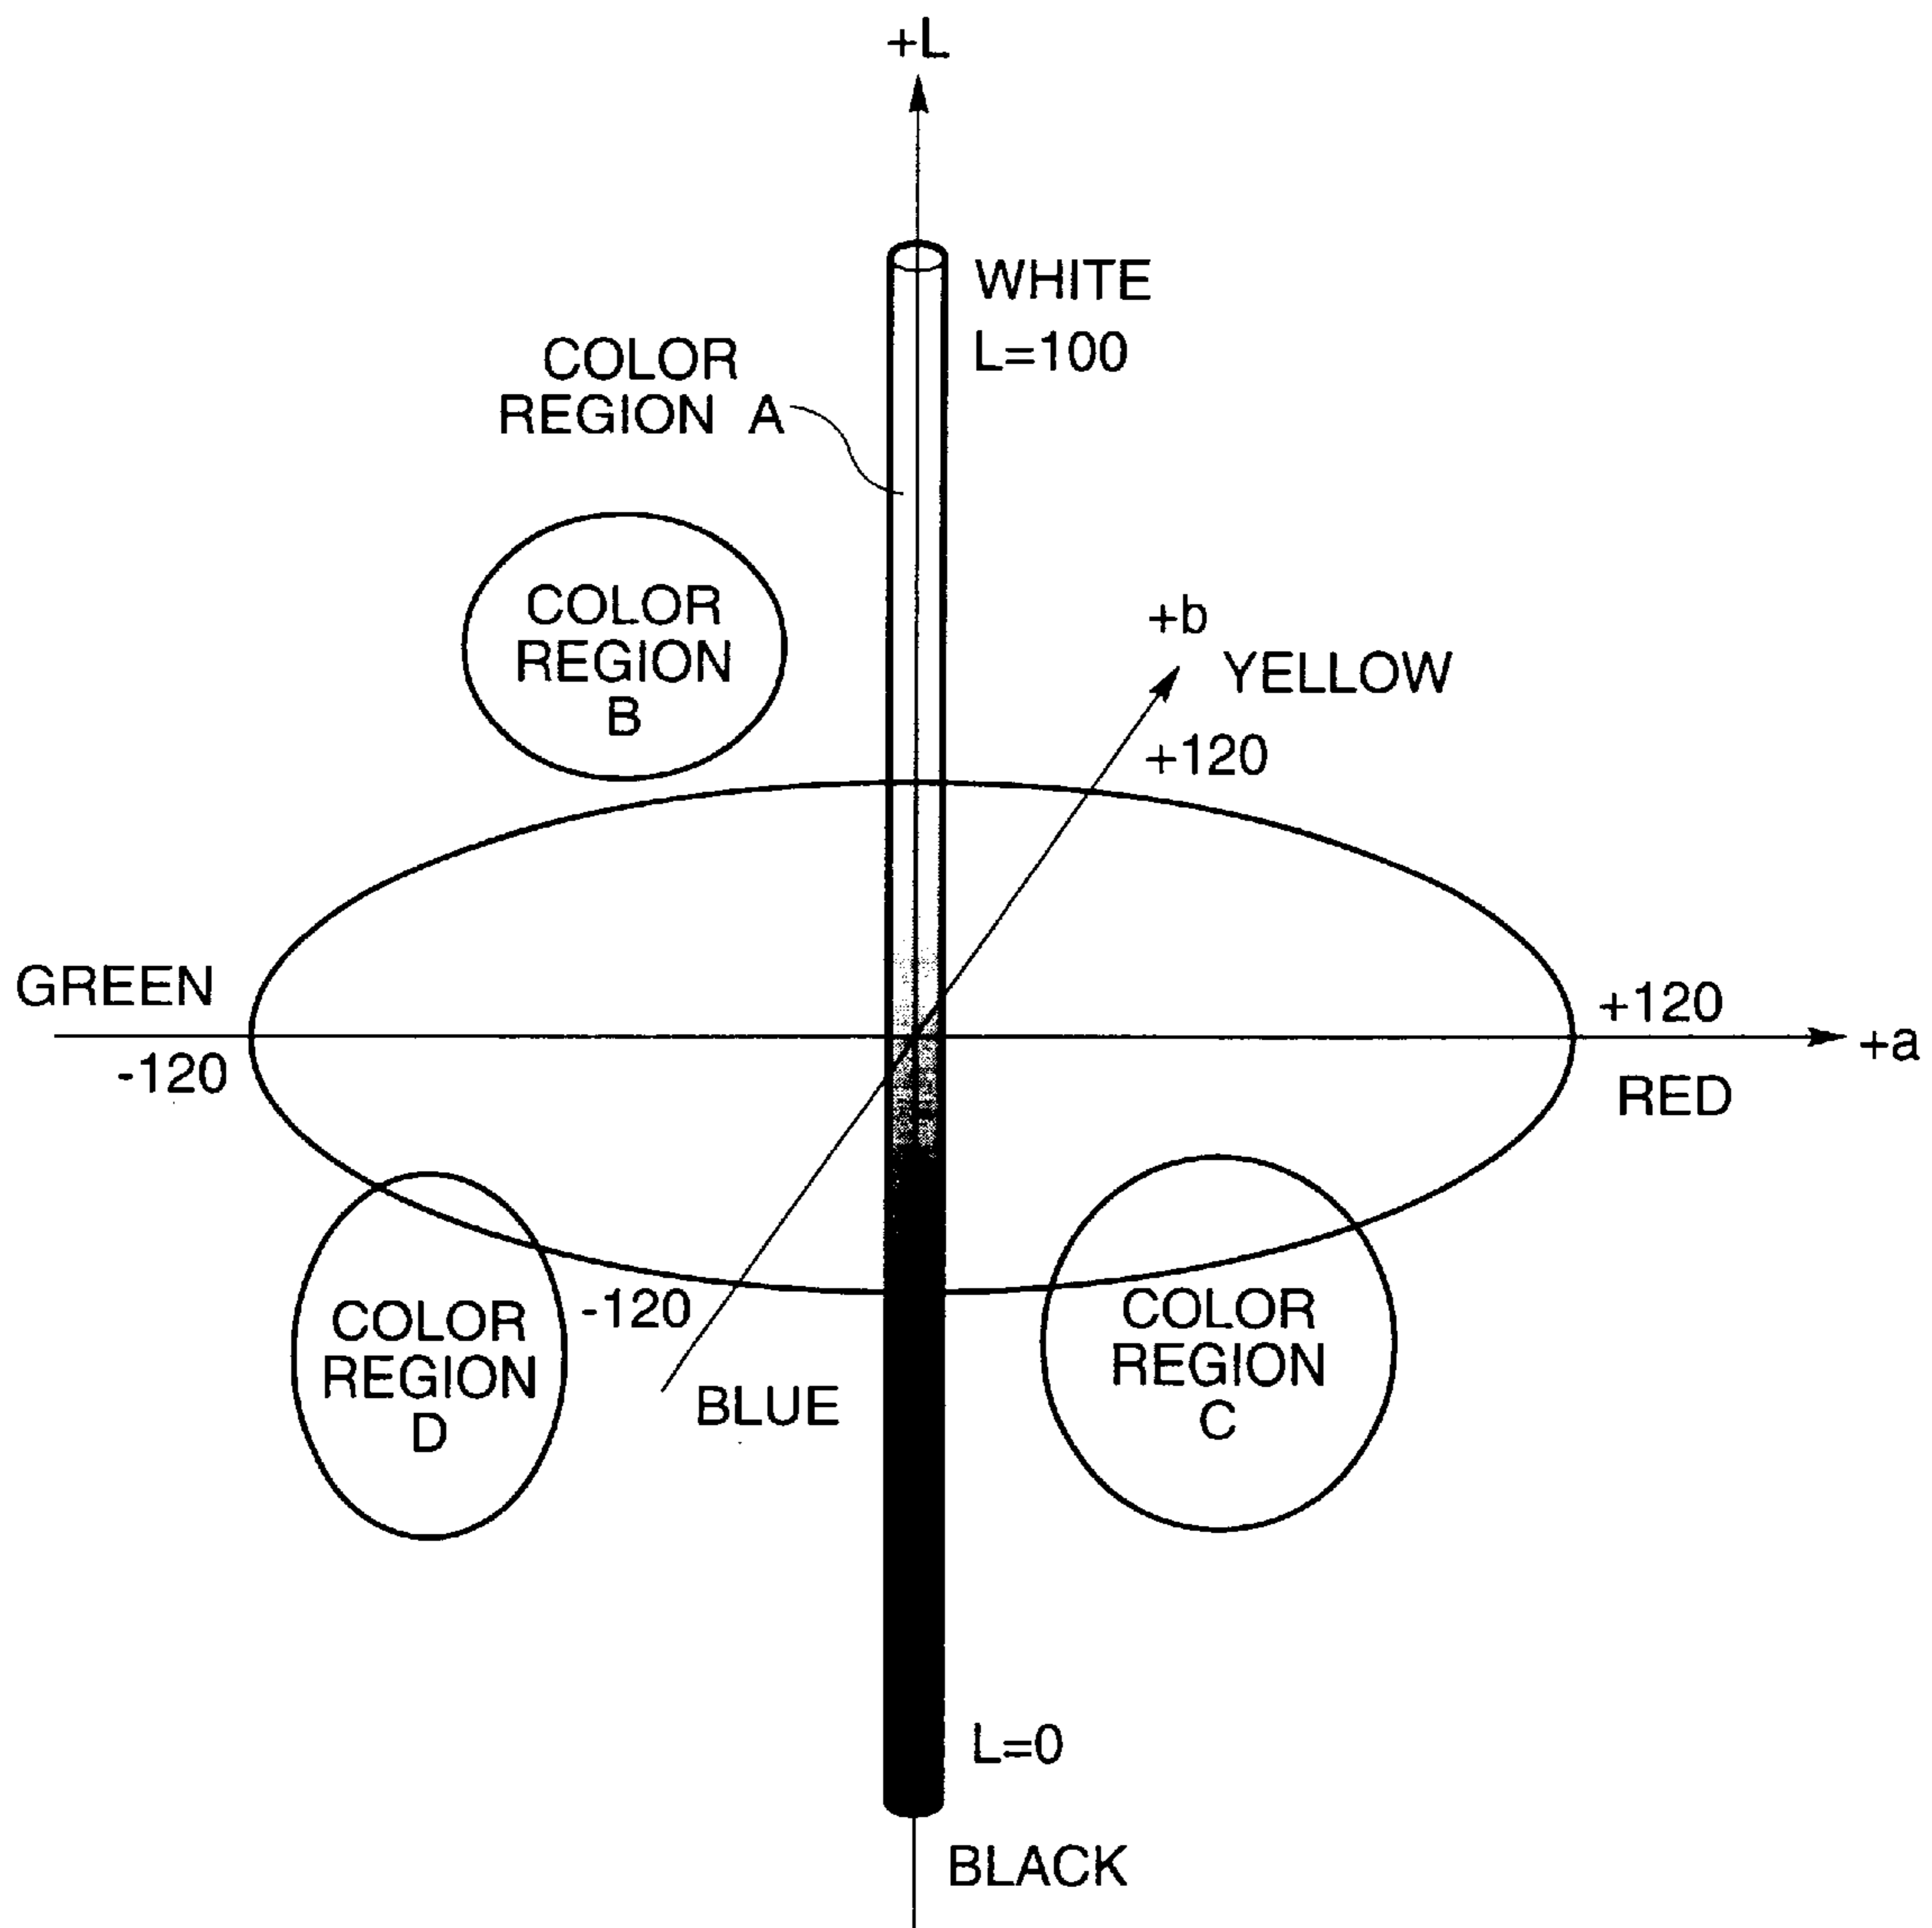 +L
WHITE
L=100
COLOR
REGION A
COLOR
REGION
B
+b
YELLOW
+120
GREEN
-120
+120
+a
RED
COLOR
REGION
D
-120
BLUE
COLOR
REGION
C
L=0
BLACK